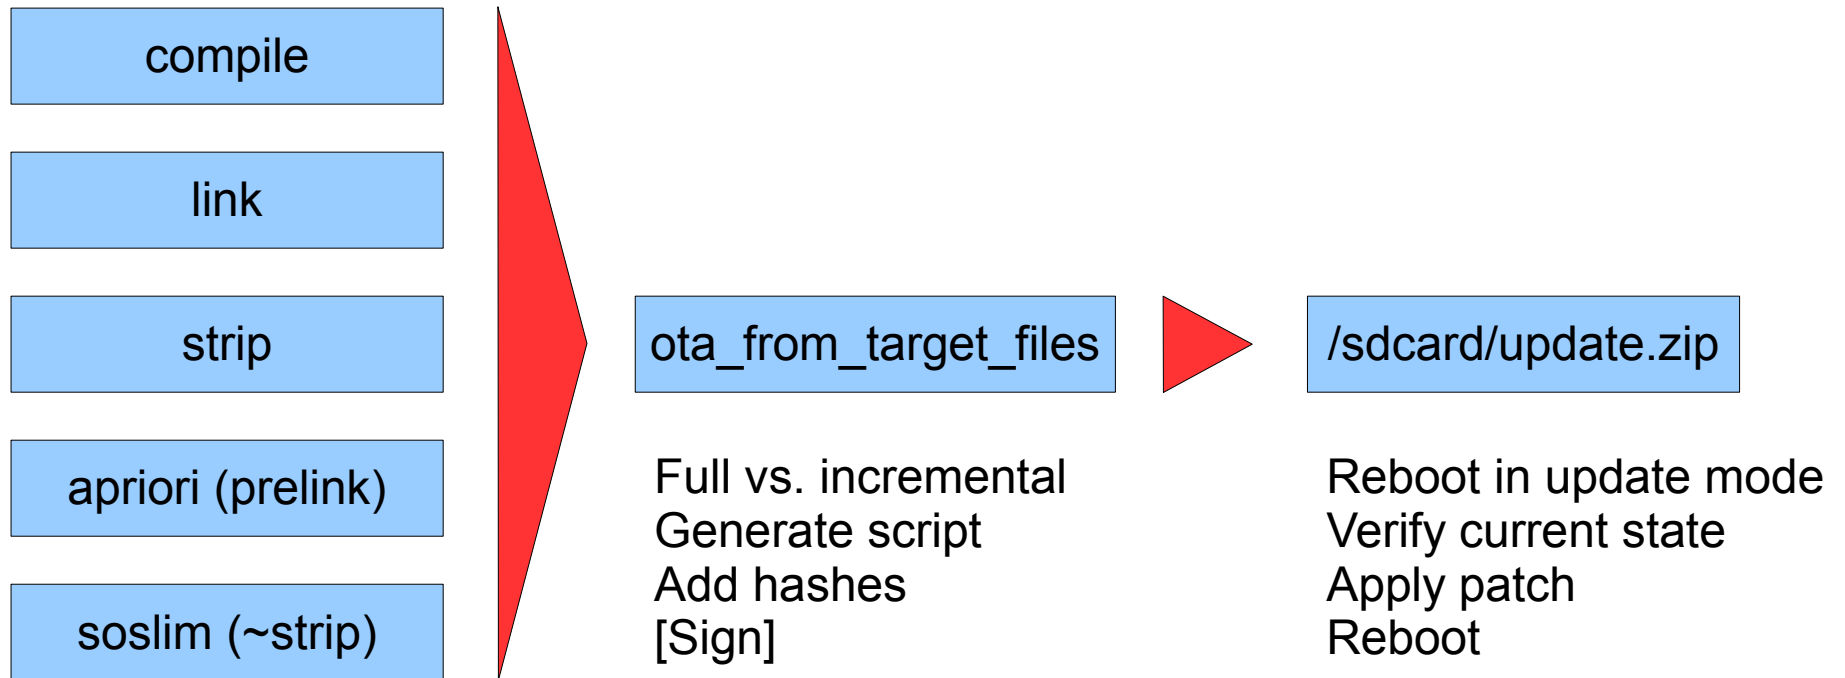 compile
link
strip
apriori (prelink)
soslim (~strip)
ota_from_target_files
Full vs. incremental
Generate script
Add hashes
[Sign]
/sdcard/update.zip
Reboot in update mode
Verify current state
Apply patch
Reboot